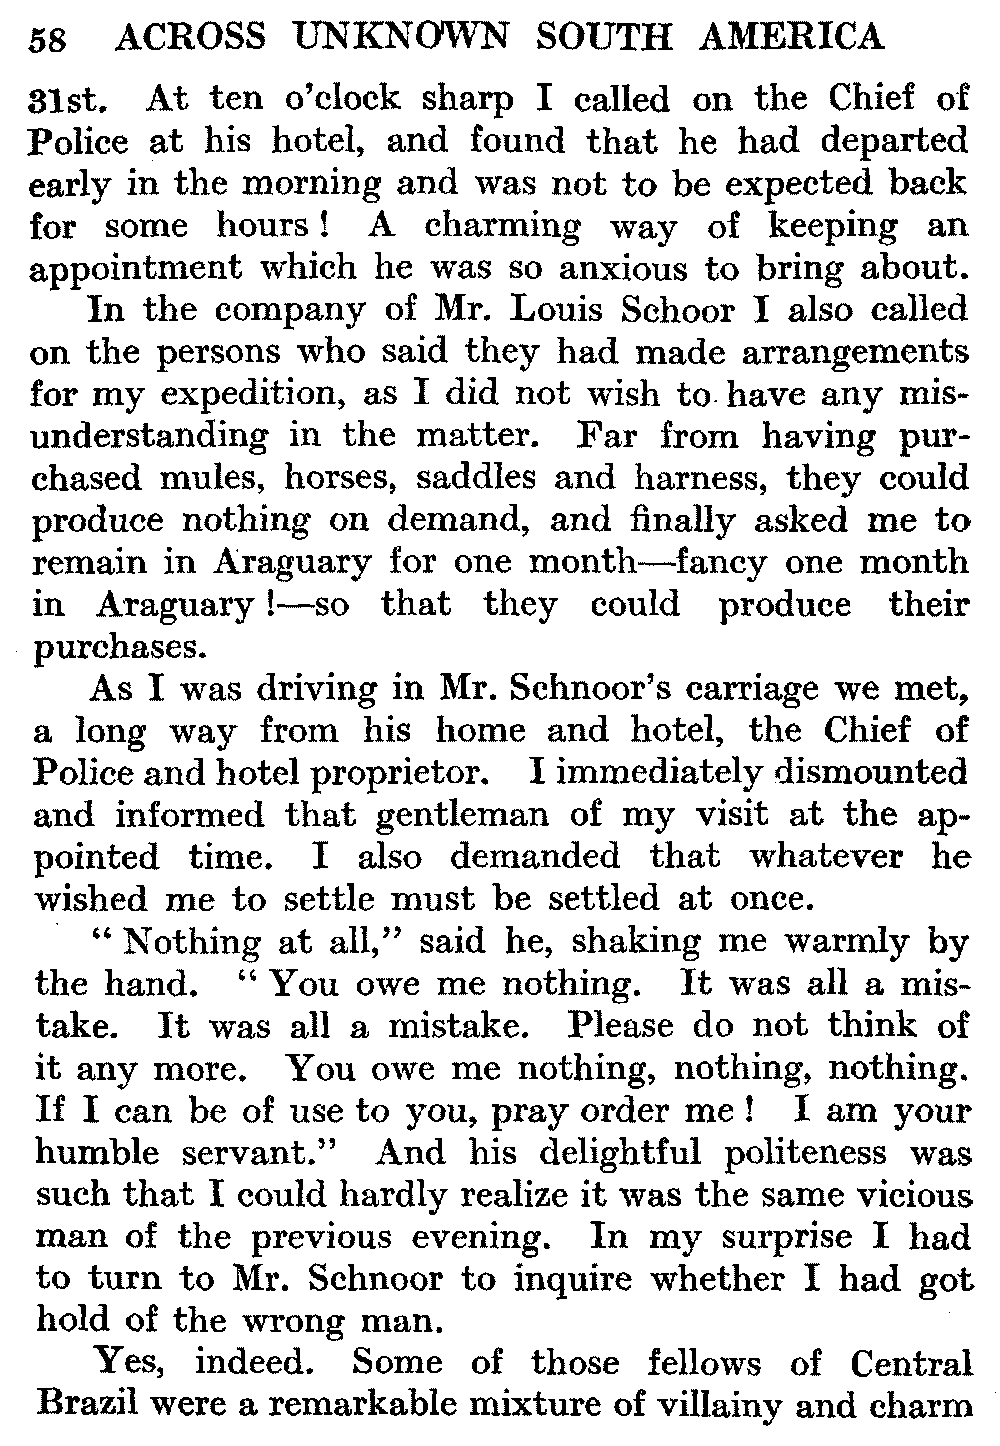 58 ACROSS UNKNOWN SOUTH AMERICA
31st. At ten o'clock sharp I called on the Chief of
Police at his hotel, and found that he had departed
early in the morning and was not to be expected back
for some hours! A charming way of keeping an
appointment which he was so anxious to bring about.
In the company of Mr. Louis Schoor I also called
on the persons who said they had made arrangements
for my expedition, as I did not wish to have any mis-
understanding in the matter. Far from having pur-
chased mules, horses, saddles and harness, they could
produce nothing on demand, and finally asked me to
remain in Araguary for one month—fancy one month
in Araguary!—so that they could produce their
purchases.
As I was driving in Mr. Schnoor's carriage we met,
a long way from his home and hotel, the Chief of
Police and hotel proprietor. I immediately dismounted
and informed that gentleman of my visit at the ap-
pointed time. I also demanded that whatever he
wished me to settle must be settled at once.
"Nothing at all," said he, shaking me warmly by
the hand. "You owe me nothing. It was all a mis-
take. It was all a mistake. Please do not think of
it any more. You owe me nothing, nothing, nothing.
If I can be of use to you, pray order me! I am your
humble servant." And his delightful politeness was
such that I could hardly realize it was the same vicious
man of the previous evening. In my surprise I had
to turn to Mr. Schnoor to inquire whether I had got
hold of the wrong man.
Yes, indeed. Some of those fellows of Central
Brazil were a remarkable mixture of villainy and charm